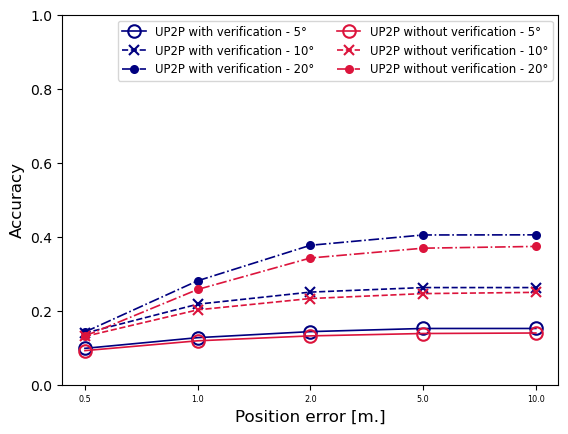 1.0
0.8
0.6
0.4
0.2
0.0
Accuracy
UP2P with verification - 5°
UP2P with verification - 10°
UP2P with verification - 20°
UP2P without verification - 5°
UP2P without verification - 10°
UP2P without verification - 20°
0.5 1.0 2.0 5.0 10.0
Position error [m.]